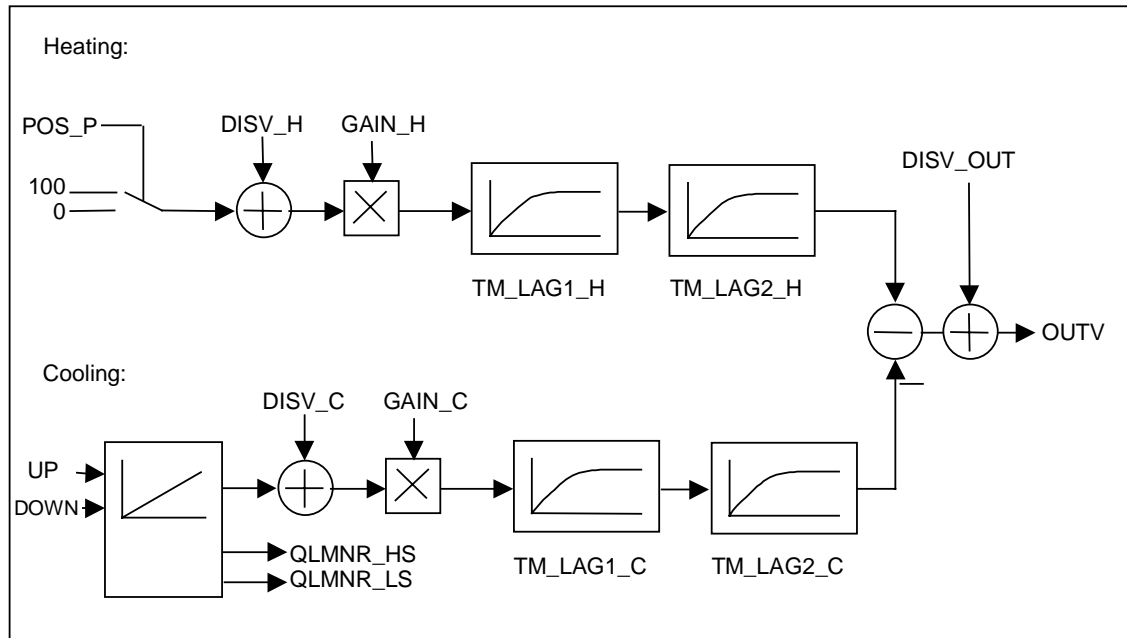 Heating:
POS_P
DISV_H
GAIN_H
DISV_OUT
100
0
TM_LAG1_H
TM_LAG2_H
OUTV
Cooling:
DISV_C
GAIN_C
UP
DOWN
QLMNR_HS
QLMNR_LS
TM_LAG1_C
TM_LAG2_C